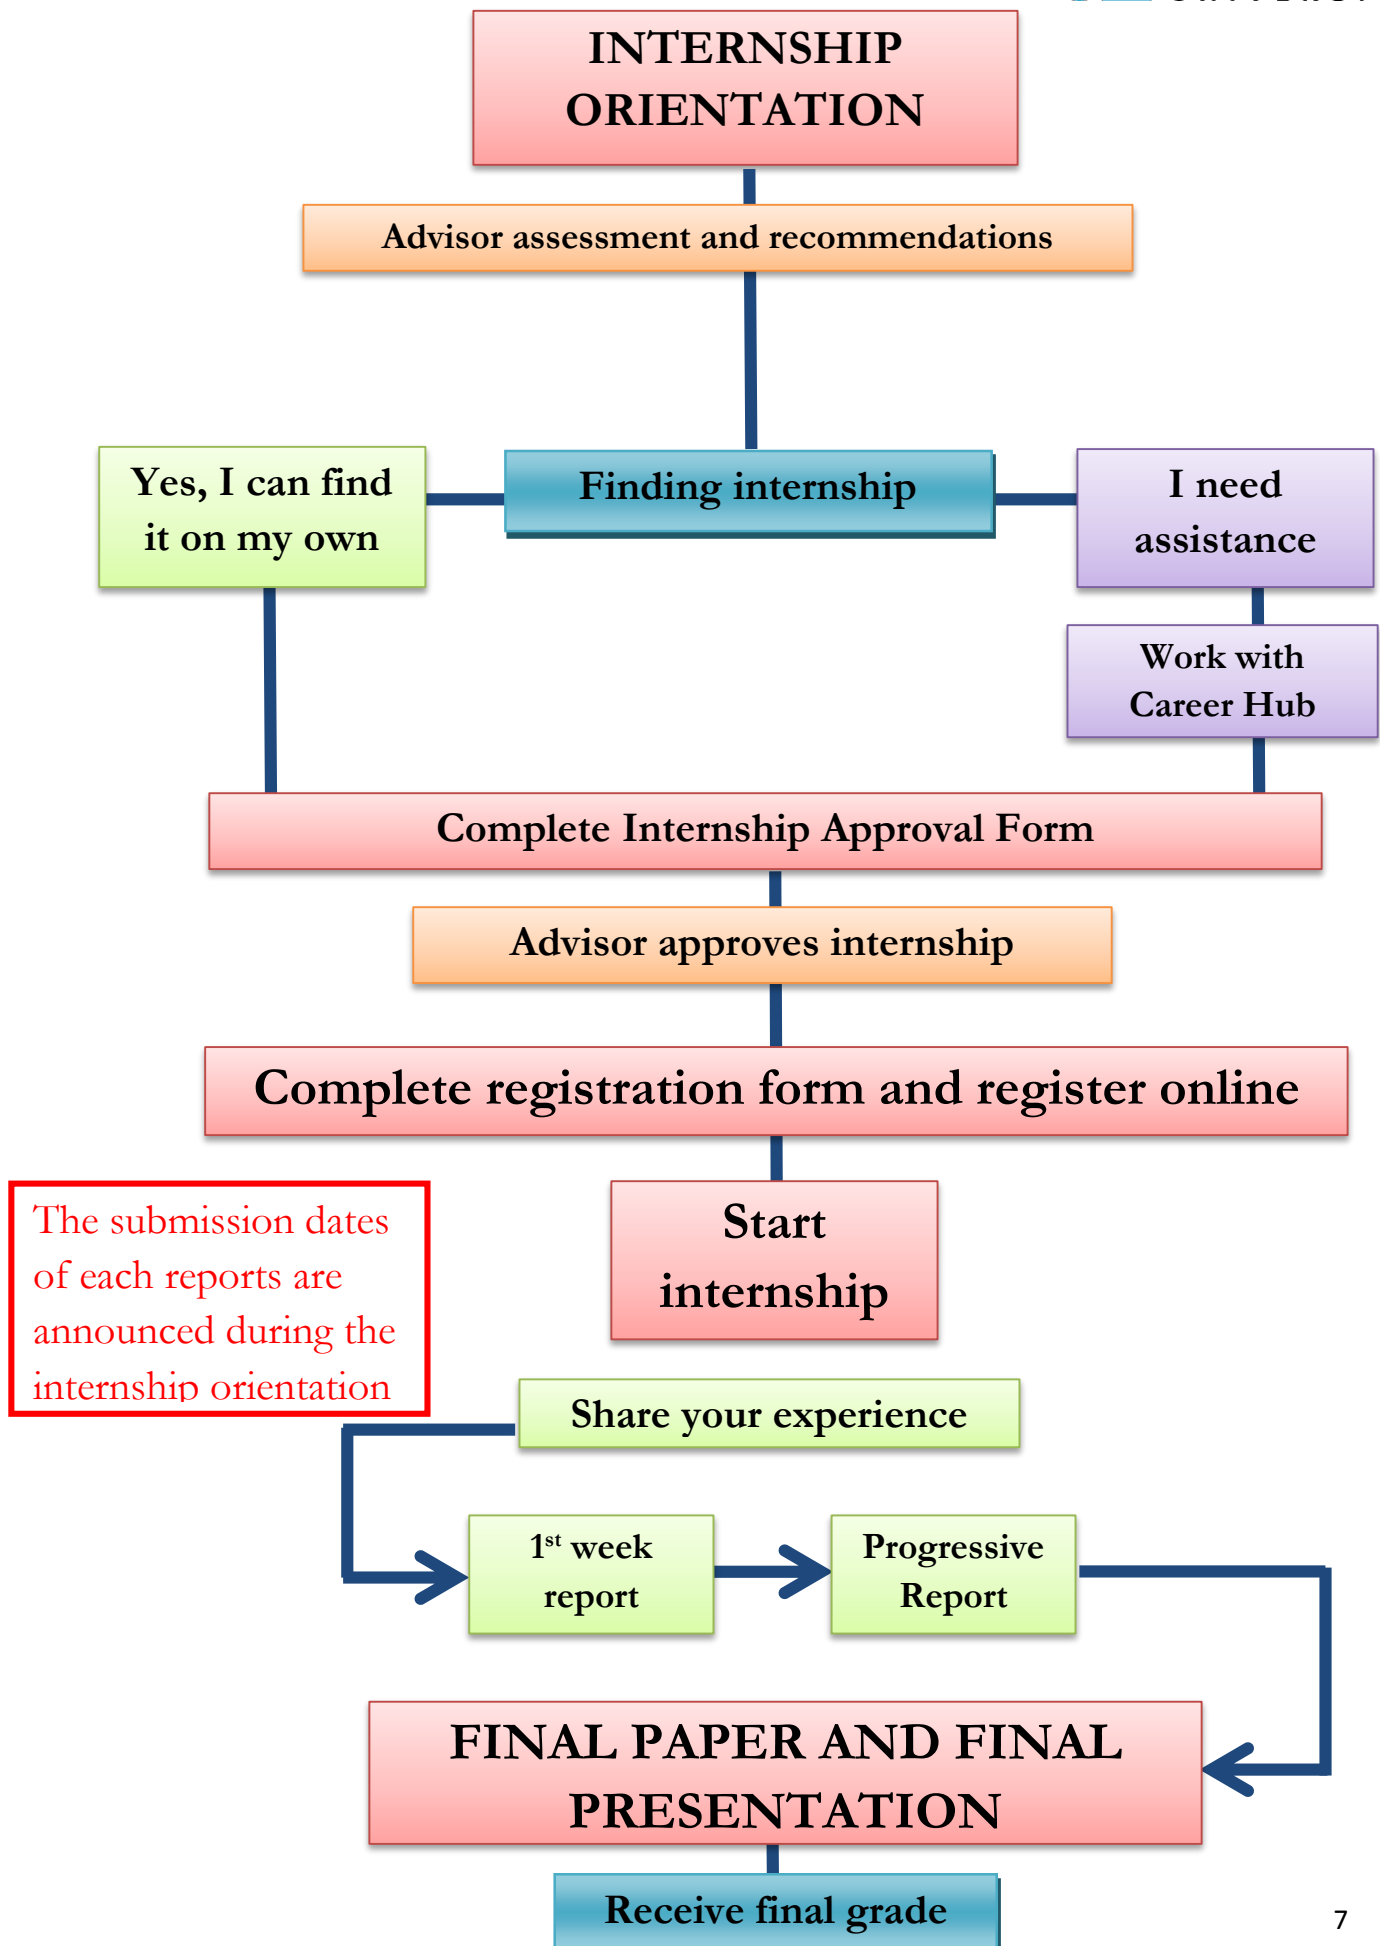 INTERNSHIP
ORIENTATION
Advisor assessment and recommendations
Yes, I can find
it on my own
Finding internship
I need
assistance
Work with
Career Hub
Complete Internship Approval Form
Advisor approves internship
Complete registration form and register online
The submission dates
of each reports are
announced during the
internship orientation
Start
internship
Share your experience
1st week
report
Progressive
Report
FINAL PAPER AND FINAL
PRESENTATION
Receive final grade
7